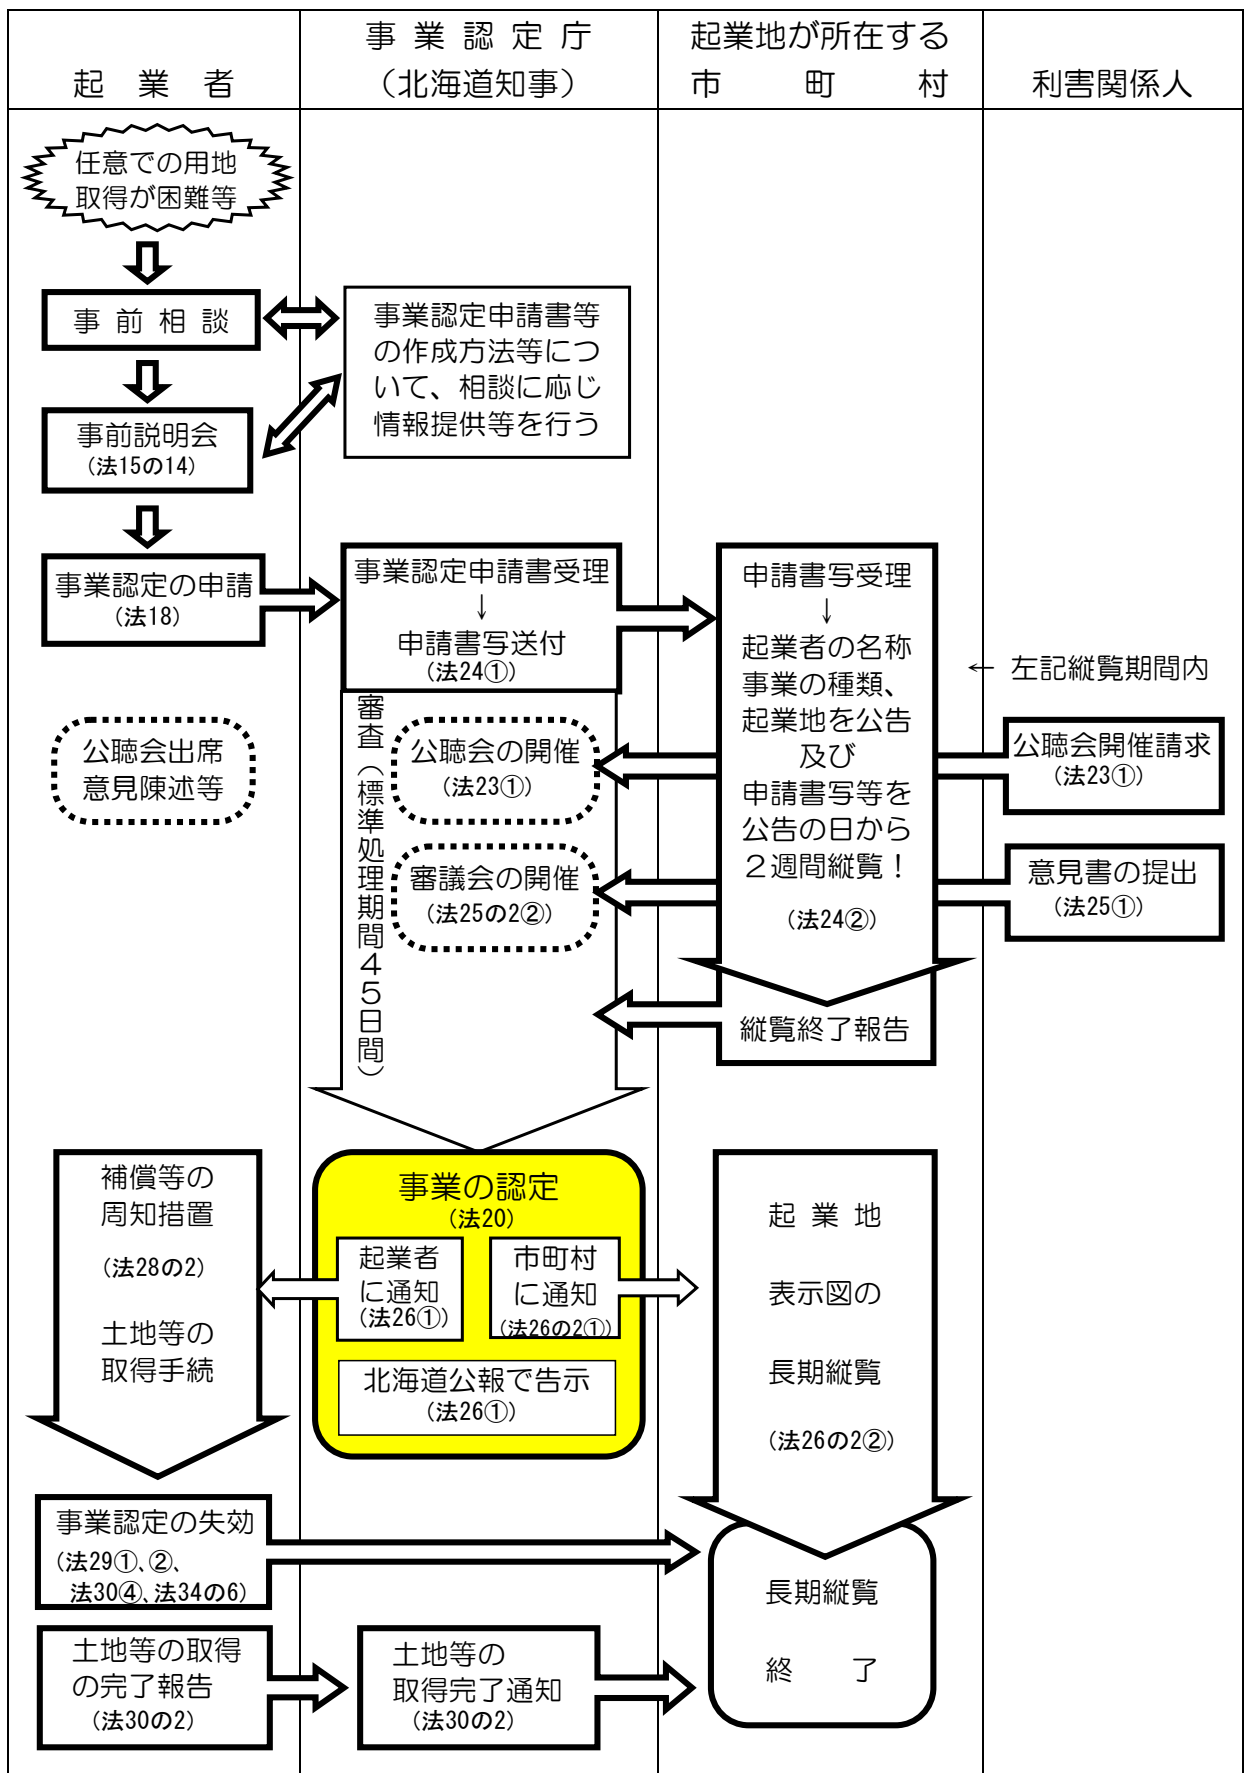 起業者
事業認定庁
（北海道知事）
起業地が所在する
市町村
利害関係人
任意での用地
取得が困難等
事前相談
事業認定申請書等
の作成方法等につ
いて、相談に応じ
情報提供等を行う
事前説明会
（法15の14）
事業認定の申請
（法18）
事業認定申請書受理
↓
申請書写送付
（法24①）
申請書写受理
↓
起業者の名称
事業の種類、
起業地を公告
及び
申請書写等を
公告の日から
２週間縦覧！
（法24②）
← 左記縦覧期間内
公聴会開催請求
（法23①）
意見書の提出
（法25①）
公聴会出席
意見陳述等
審査（標準処理期間４５日間）
公聴会の開催
（法23①）
審議会の開催
（法25の2②）
縦覧終了報告
補償等の
周知措置
（法28の2）
土地等の
取得手続
事業の認定
（法20）
起業者
に通知
（法26①）
市町村
に通知
（法26の2①）
北海道公報で告示
（法26①）
起業地
表示図の
長期縦覧
（法26の2②）
事業認定の失効
（法29①、②、
法30④、法34の6）
長期縦覧
終了
土地等の取得
の完了報告
（法30の2）
土地等の
取得完了通知
（法30の2）